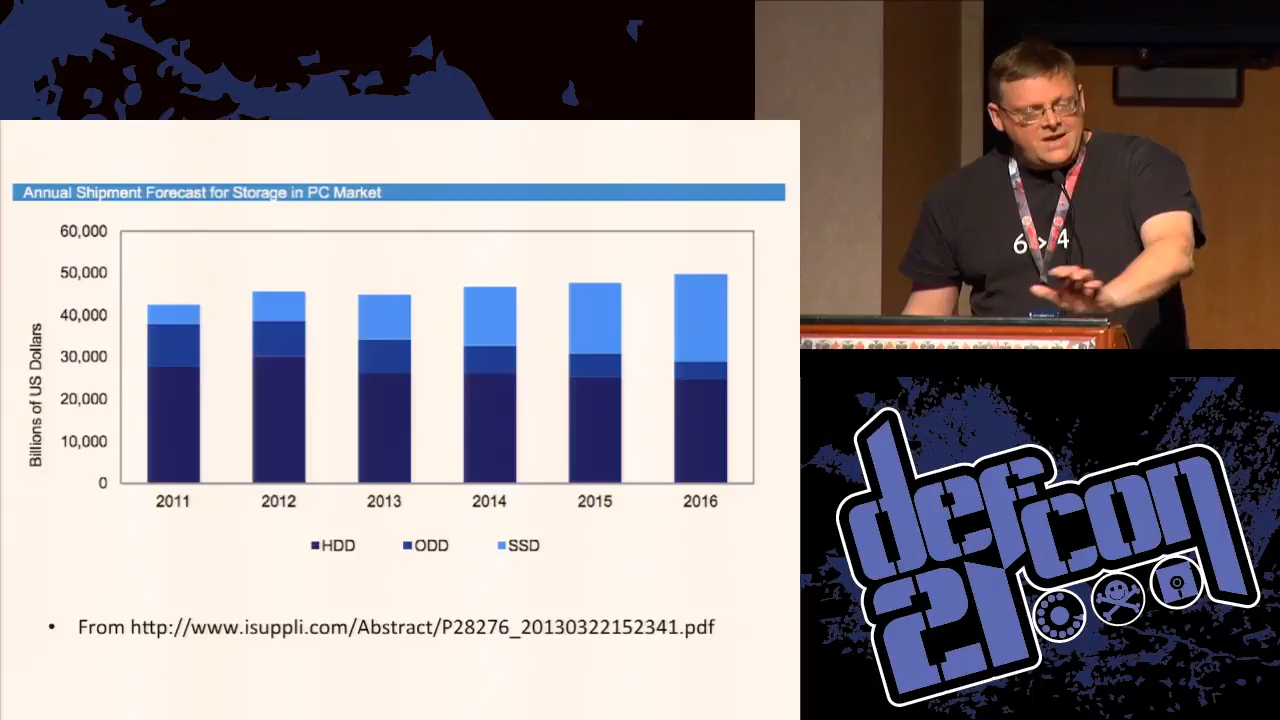 Annual Shipment Forecast for Storage in PC Market
60,000
50,000
40,000
30,000
20,000
10,000
0
Billions of US Dollars
2011
2012
2013
2014
2015
2016
HDD
ODD
SSD
• From http://www.isuppli.com/Abstract/P28276_20130322152341.pdf
6>4
defcon
21